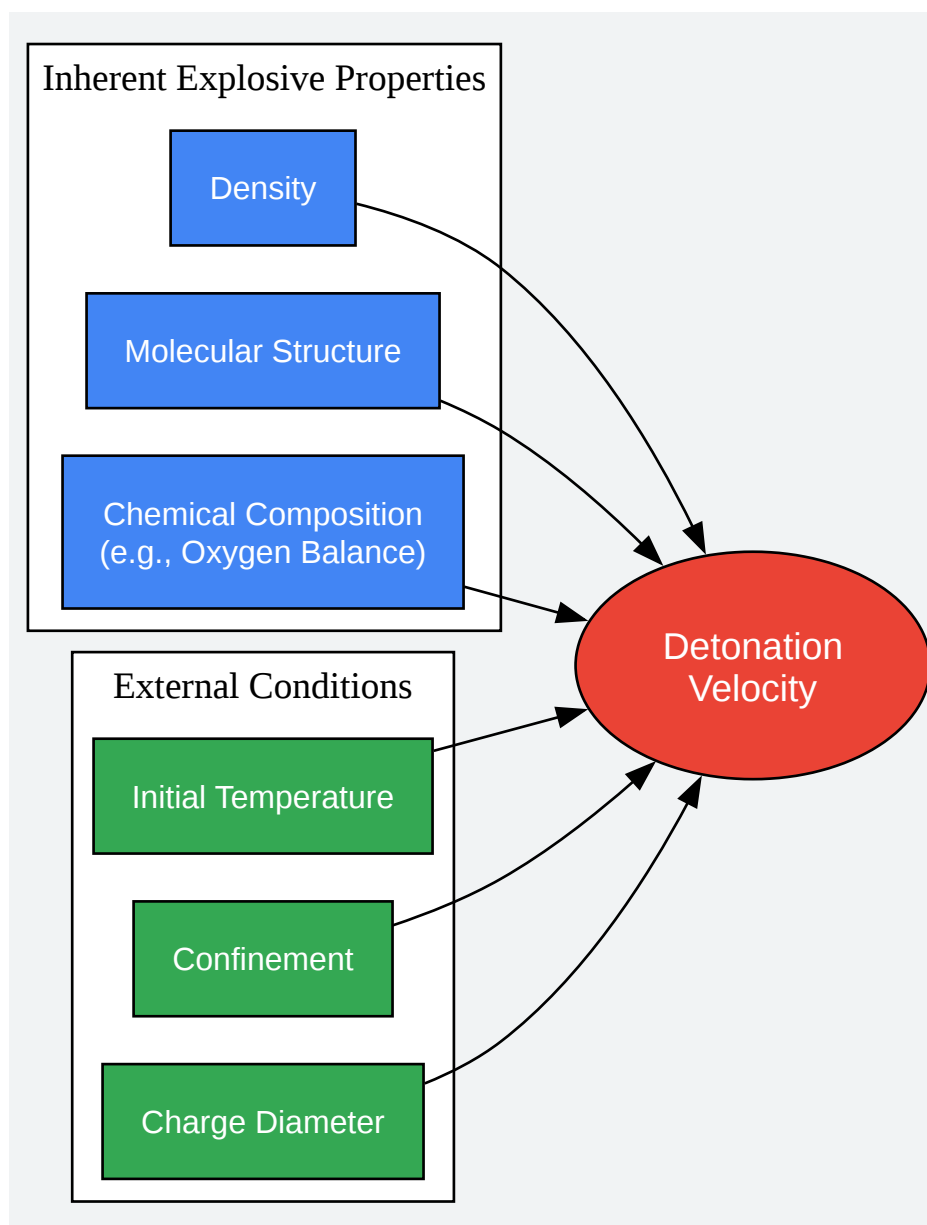 Inherent Explosive Properties
Density
Molecular Structure
Chemical Composition
(e.g., Oxygen Balance)
Detonation
Velocity
External Conditions
Initial Temperature
Confinement
Charge Diameter